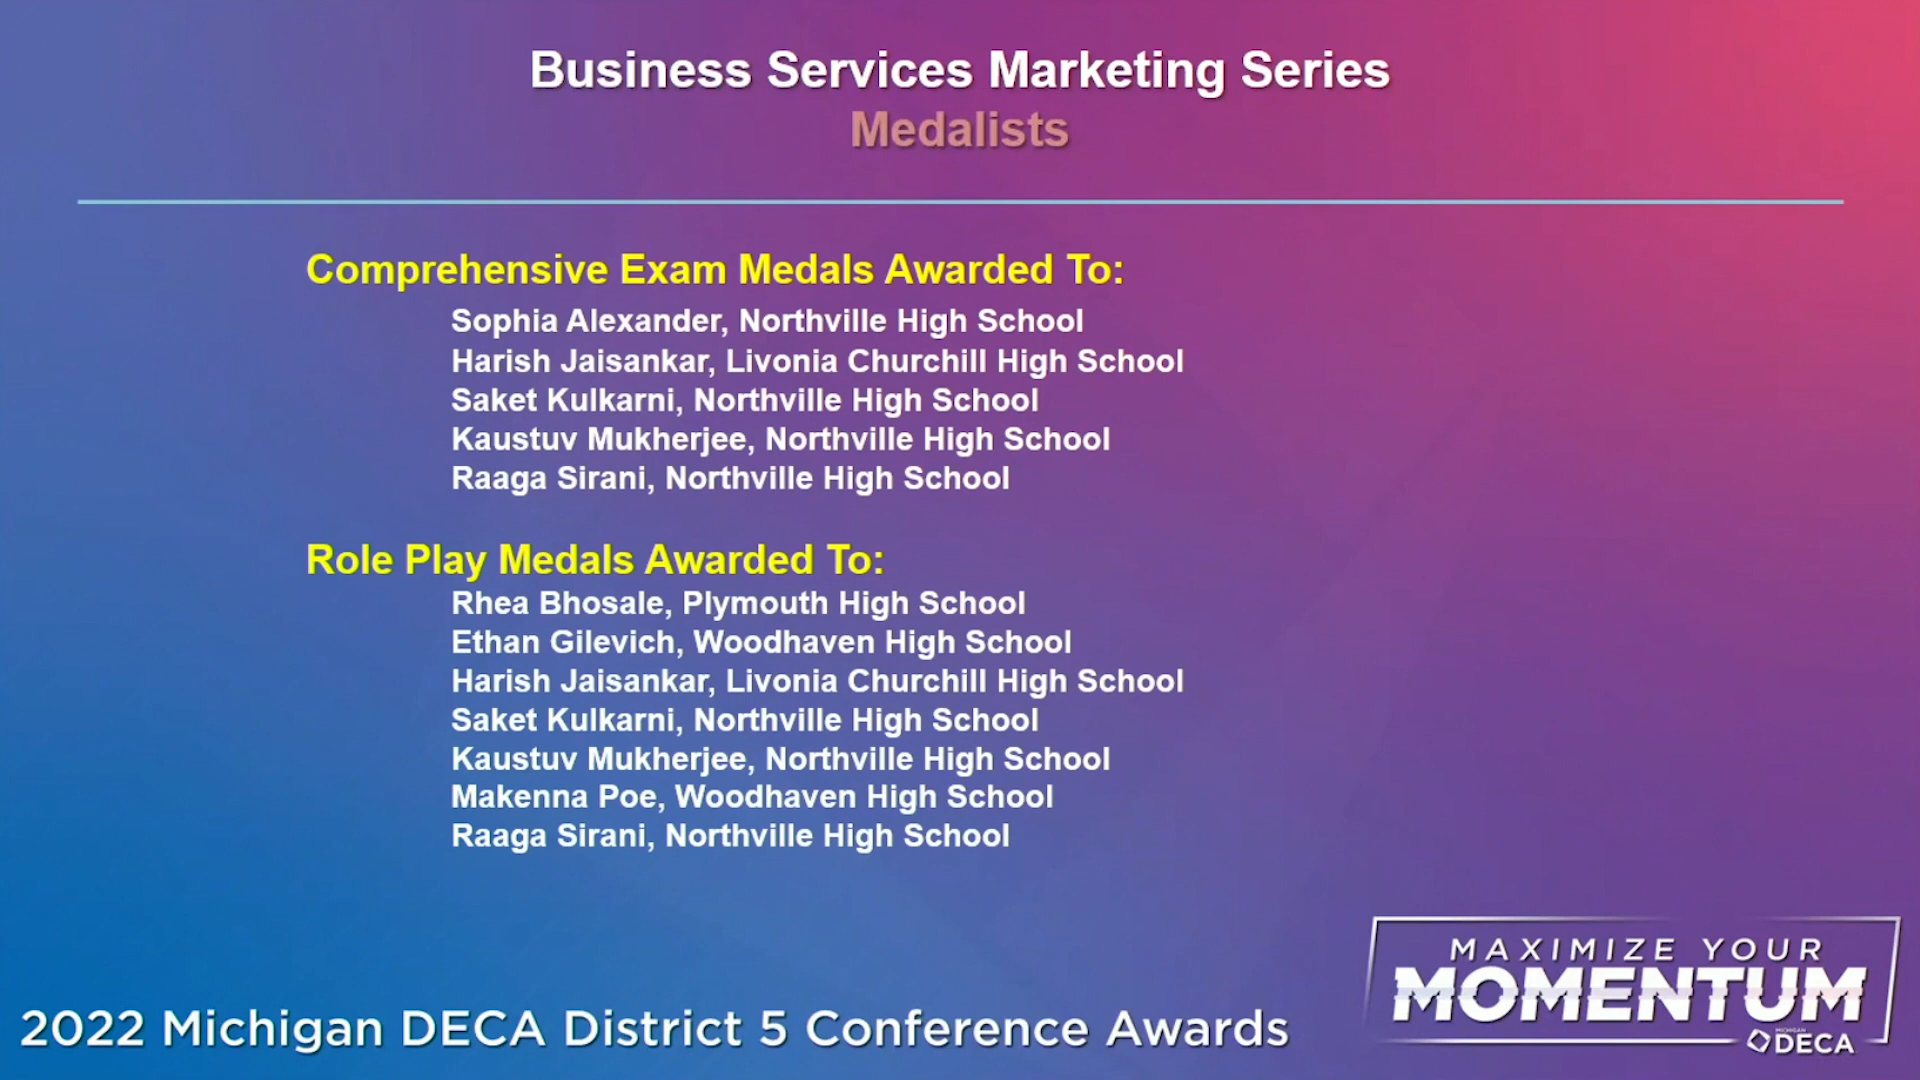 Business Services Marketing Series
Medalists
Comprehensive Exam Medals Awarded To:
Sophia Alexander, Northville High School
Harish Jaisankar, Livonia Churchill High School
Saket Kulkarni, Northville High School
Kaustuv Mukherjee, Northville High School
Raaga Sirani, Northville High School
Role Play Medals Awarded To:
Rhea Bhosale, Plymouth High School
Ethan Gilevich, Woodhaven High School
Harish Jaisankar, Livonia Churchill High School
Saket Kulkarni, Northville High School
Kaustuv Mukherjee, Northville High School
Makenna Poe, Woodhaven High School
Raaga Sirani, Northville High School
MAXIMIZE YOUR
MOMENTUM
MICHIGAN
DECA
2022 Michigan DECA District 5 Conference Awards